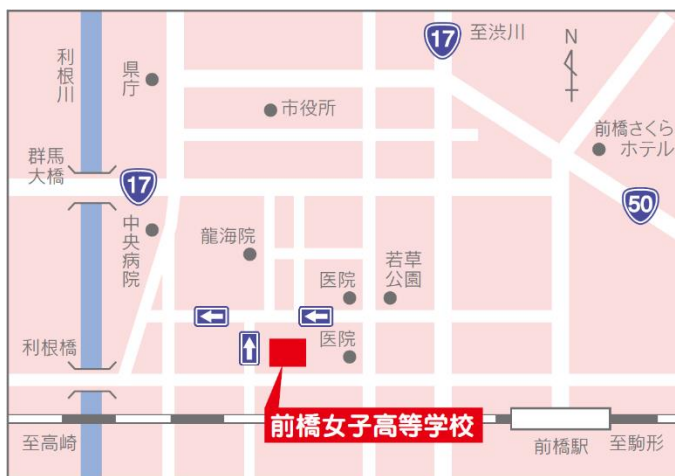 17
至渋川
N
利根川
県庁
市役所
前橋さくら
ホテル
群馬
大橋
17
50
中央病院
龍海院
医院
若草
公園
利根橋
医院
前橋女子高等学校
至高崎
前橋駅
至駒形